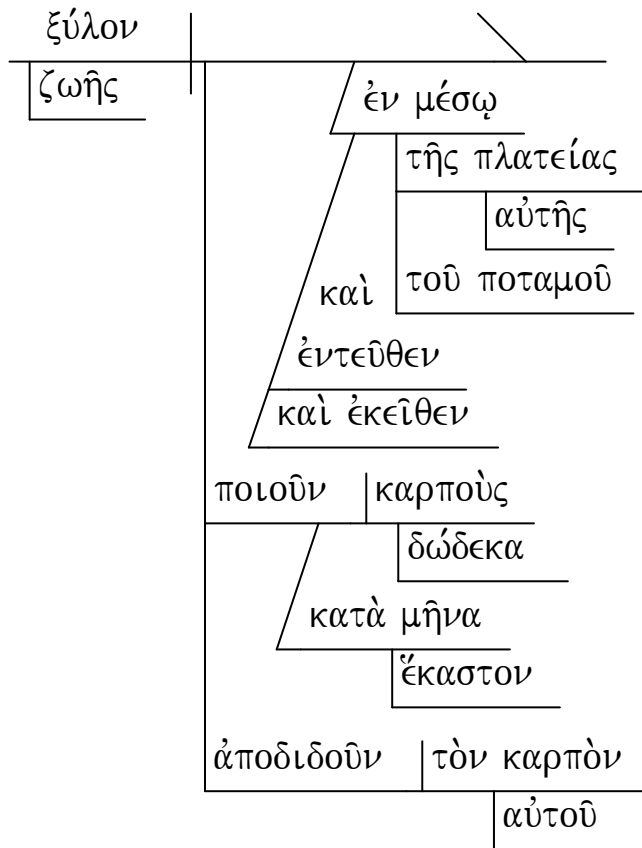 ξύλον
ζωῆς
ἐν μέσῳ
τῆς πλατείας
αὐτῆς
τοῦ ποταμοῦ
καὶ
ἐντεῦθεν
καὶ ἐκεῖθεν
ποιοῦν καρποὺς
δώδεκα
κατὰ μῆνα
ἕκαστον
ἀποδιδοῦν τὸν καρπὸν
αὐτοῦ